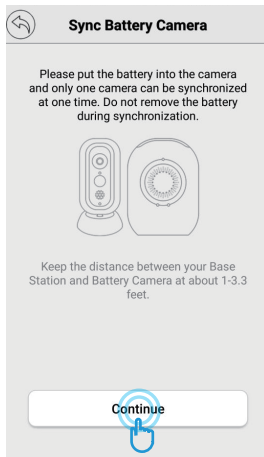 Sync Battery Camera
Please put the battery into the camera
and only one camera can be synchronized
at one time. Do not remove the battery
during synchronization.
Keep the distance between your Base
Station and Battery Camera at about 1-3.3
feet.
Continue